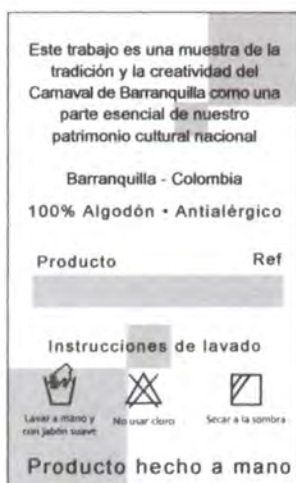 Este trabajo es una muestra de la
tradición y la creatividad del
Carnaval de Barranquilla como una
parte esencial de nuestro
patrimonio cultural nacional
Barranquilla - Colombia
100% Algodón • Antialérgico
Producto Ref
Instrucciones de lavado
Lavar a mano y
con jabón suave
No usar cloro
Secar a la sombra
Producto hecho a mano